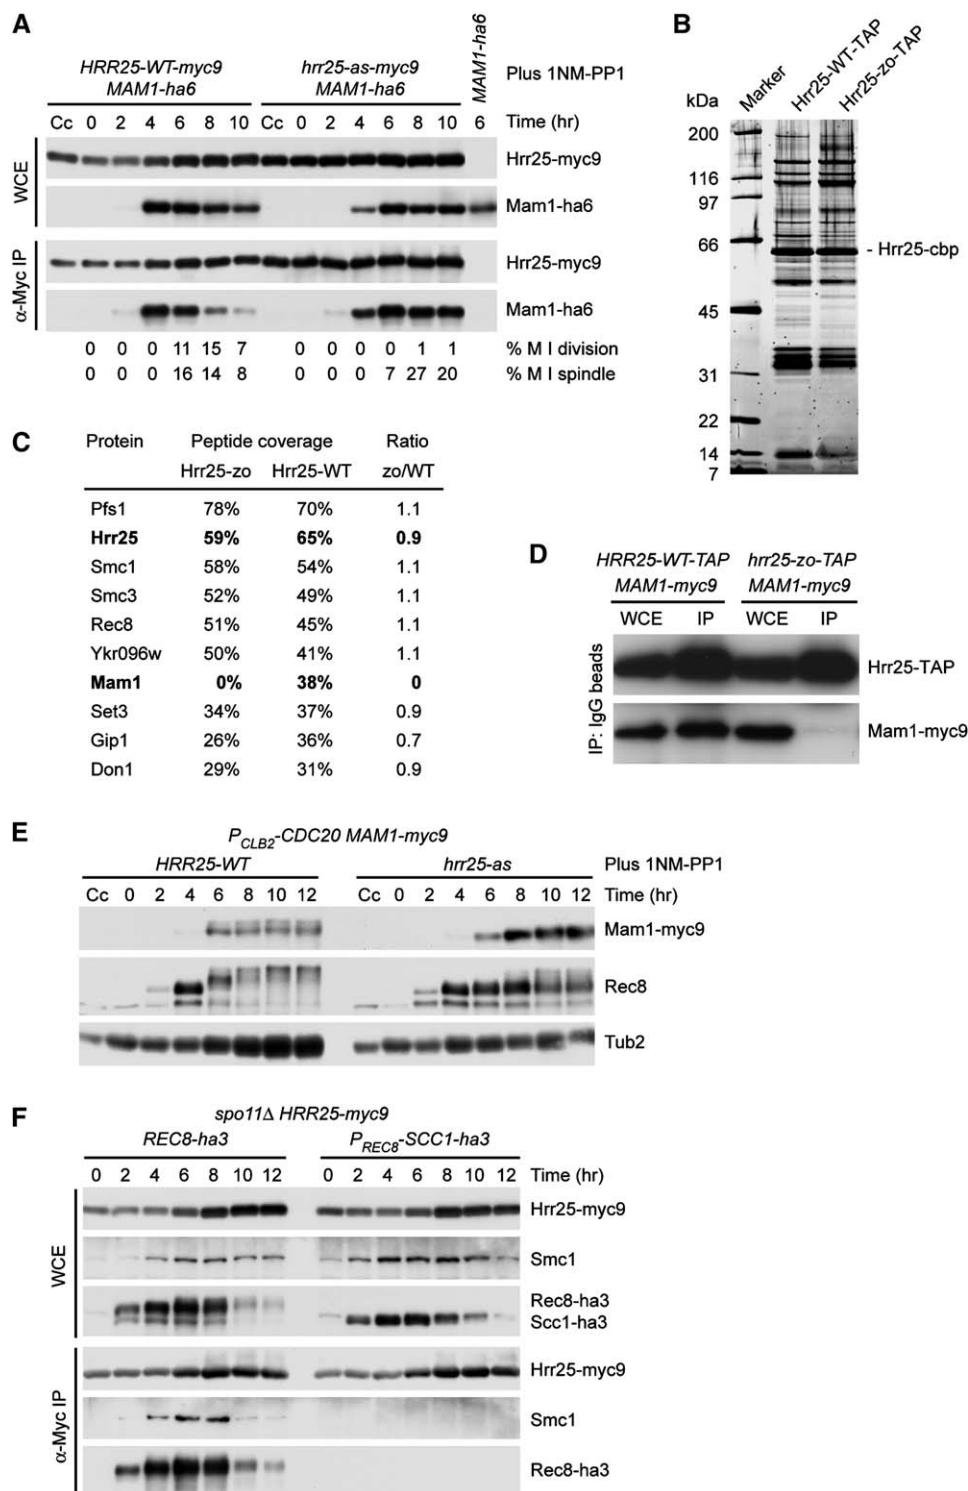 A
HRR25-WT-myc9 MAM1-ha6
hrr25-as-myc9 MAM1-ha6
MAM1-ha6
Plus 1NM-PP1
Cc 0 2 4 6 8 10 Cc 0 2 4 6 8 10 6 Time (hr)
WCE
Hrr25-myc9
Mam1-ha6
α-Myc IP
Hrr25-myc9
Mam1-ha6
0 0 0 11 15 7 0 0 0 0 1 1 % M I division
0 0 0 16 14 8 0 0 0 7 27 20 % M I spindle
B
kDa
Marker
Hrr25-WT-TAP
Hrr25-zo-TAP
200
116
97
66
- Hrr25-cbp
45
31
22
14
7
C
Protein Peptide coverage Ratio
Hrr25-zo Hrr25-WT zo/WT
Pfs1 78% 70% 1.1
Hrr25 59% 65% 0.9
Smc1 58% 54% 1.1
Smc3 52% 49% 1.1
Rec8 51% 45% 1.1
Ykr096w 50% 41% 1.1
Mam1 0% 38% 0
Set3 34% 37% 0.9
Gip1 26% 36% 0.7
Don1 29% 31% 0.9
D
HRR25-WT-TAP MAM1-myc9
hrr25-zo-TAP MAM1-myc9
WCE IP WCE IP
IP: IgG beads
Hrr25-TAP
Mam1-myc9
E
PCLB2-CDC20 MAM1-myc9
HRR25-WT hrr25-as Plus 1NM-PP1
Cc 0 2 4 6 8 10 12 Cc 0 2 4 6 8 10 12 Time (hr)
Mam1-myc9
Rec8
Tub2
F
spo11Δ HRR25-myc9
REC8-ha3 PREC8-SCC1-ha3
0 2 4 6 8 10 12 0 2 4 6 8 10 12 Time (hr)
WCE
Hrr25-myc9
Smc1
Rec8-ha3
Scc1-ha3
α-Myc IP
Hrr25-myc9
Smc1
Rec8-ha3